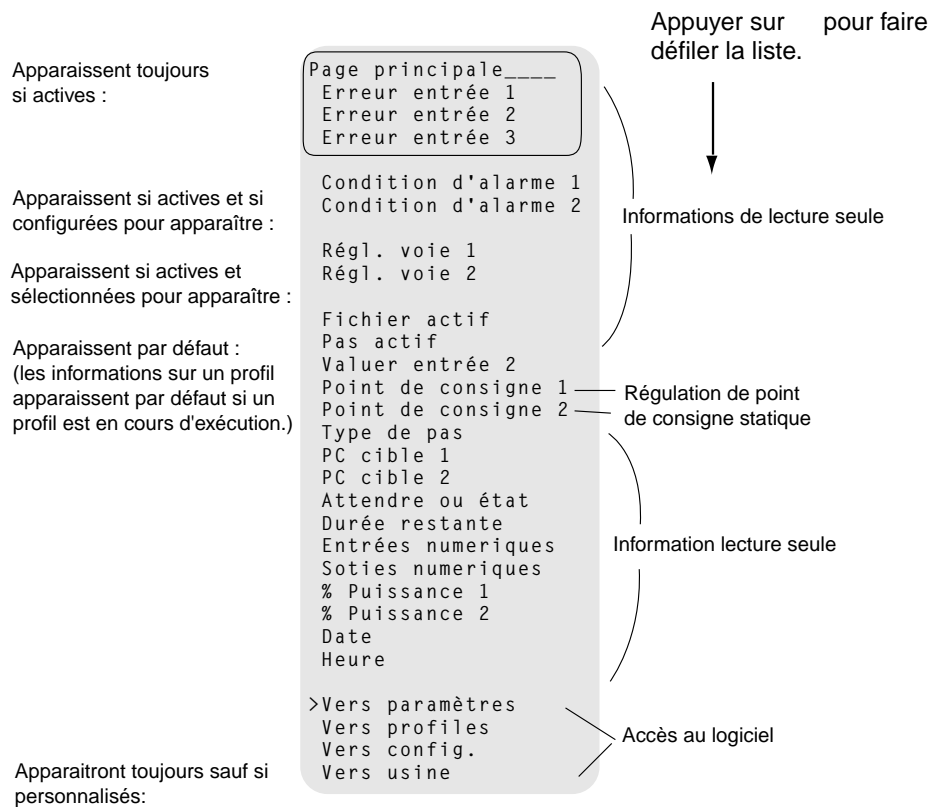 Appuyer sur pour faire
défiler la liste.
Apparaissent toujours
si actives :
Page principale____
Erreur entrée 1
Erreur entrée 2
Erreur entrée 3
Apparaissent si actives et si
configurées pour apparaître :
Condition d'alarme 1
Condition d'alarme 2
Informations de lecture seule
Apparaissent si actives et
sélectionnées pour apparaître :
Régl. voie 1
Régl. voie 2
Apparaissent par défaut :
(les informations sur un profil
apparaissent par défaut si un
profil est en cours d'exécution.)
Fichier actif
Pas actif
Valuer entrée 2
Point de consigne 1
Point de consigne 2
Régulation de point
de consigne statique
Type de pas
PC cible 1
PC cible 2
Attendre ou état
Durée restante
Entrées numeriques
Soties numeriques
% Puissance 1
% Puissance 2
Date
Heure
Information lecture seule
>Vers paramètres
Vers profiles
Vers config.
Vers usine
Accès au logiciel
Apparaitront toujours sauf si
personnalisés: